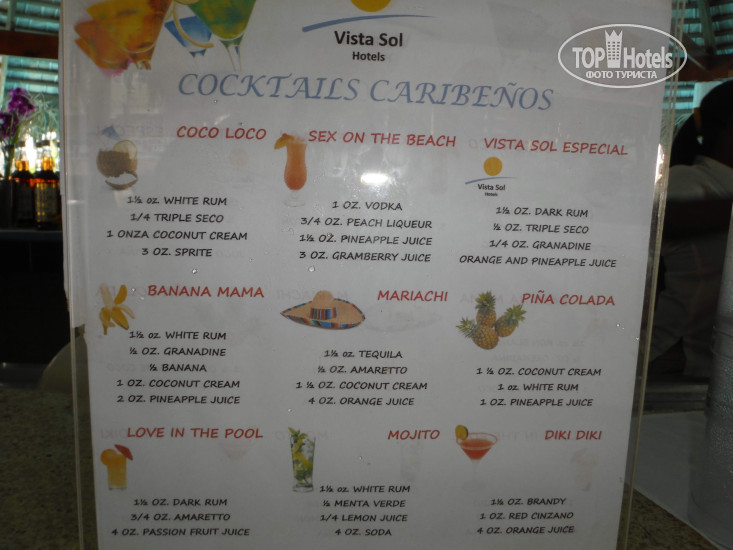 Vista Sol
Hotels
TOP Hotels
ФОТО ТУРИСТА
COCKTAILS CARIBEÑOS
COCO LOCO
1½ oz WHITE RUM
1/4 TRIPLE SECO
1 ONZA COCONUT CREAM
3 OZ. SPRITE
SEX ON THE BEACH
1 OZ. VODKA
3/4 OZ. PEACH LIQUEUR
1½ OZ. PINEAPPLE JUICE
3 OZ. GRAMBERRY JUICE
VISTA SOL ESPECIAL
Vista Sol
Hotels
1½ OZ. DARK RUM
½ OZ. TRIPLE SECO
1/4 OZ. GRANADINE
ORANGE AND PINEAPPLE JUICE
BANANA MAMA
1½ oz WHITE RUM
½ OZ. GRANADINE
½ BANANA
1 OZ. COCONUT CREAM
2 OZ. PINEAPPLE JUICE
MARIACHI
1½ oz TEQUILA
½ OZ. AMARETTO
1 ½ OZ. COCONUT CREAM
4 OZ. ORANGE JUICE
PIÑA COLADA
1 ½ OZ. COCONUT CREAM
1 oz WHITE RUM
1 OZ. PINEAPPLE JUICE
LOVE IN THE POOL
1½ OZ. DARK RUM
3/4 OZ. AMARETTO
4 OZ. PASSION FRUIT JUICE
MOJITO
1½ oz WHITE RUM
½ MENTA VERDE
1/4 LEMON JUICE
4 OZ. SODA
DIKI DIKI
1½ OZ. BRANDY
1 OZ. RED CINZANO
4 OZ. ORANGE JUICE